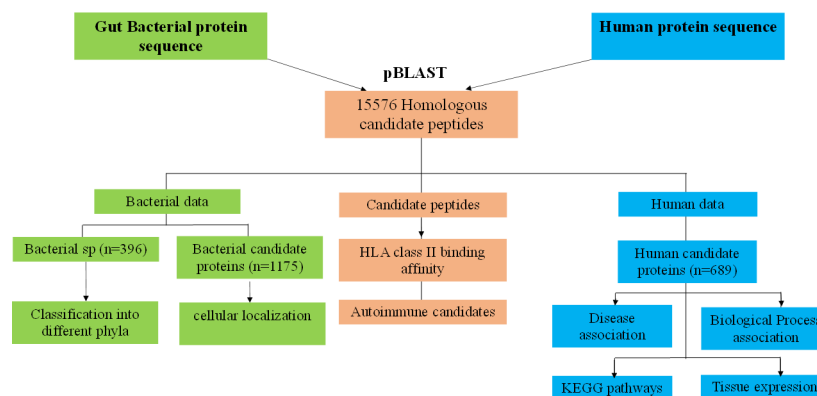 Gut Bacterial protein
sequence
Human protein sequence
pBLAST
15576 Homologous
candidate peptides
Bacterial data
Candidate peptides
Human data
Bacterial sp (n=396)
Bacterial candidate
proteins (n=1175)
HLA class II binding
affinity
Human candidate
proteins (n=689)
Classification into
different phyla
cellular localization
Autoimmune candidates
Disease
association
Biological Process
association
KEGG pathways
Tissue expression